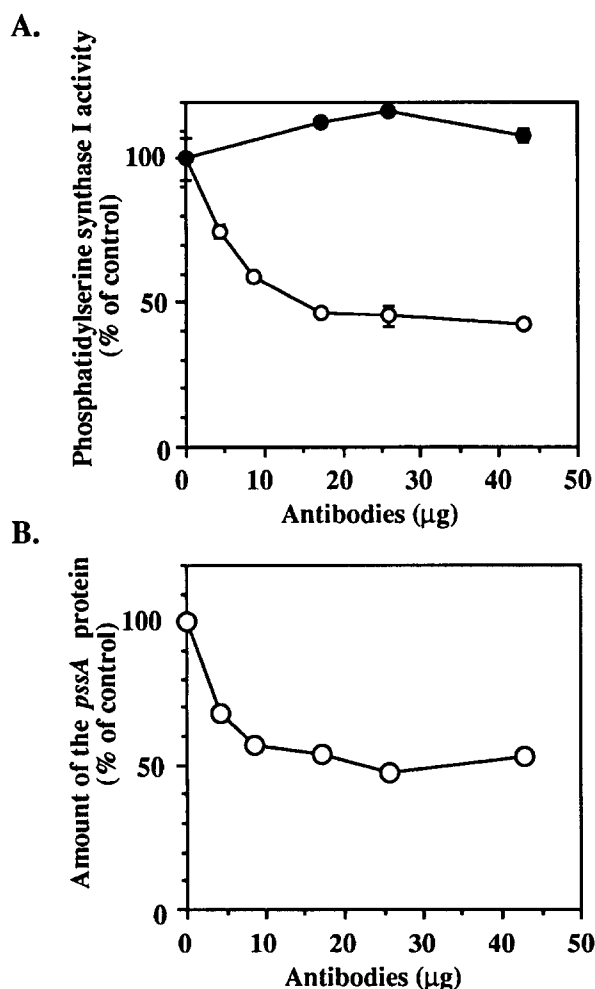 A.
Phosphatidylserine synthase I activity
(% of control)
100
50
0
0 10 20 30 40 50
Antibodies (μg)
B.
Amount of the pssA protein
(% of control)
100
50
0
0 10 20 30 40 50
Antibodies (μg)